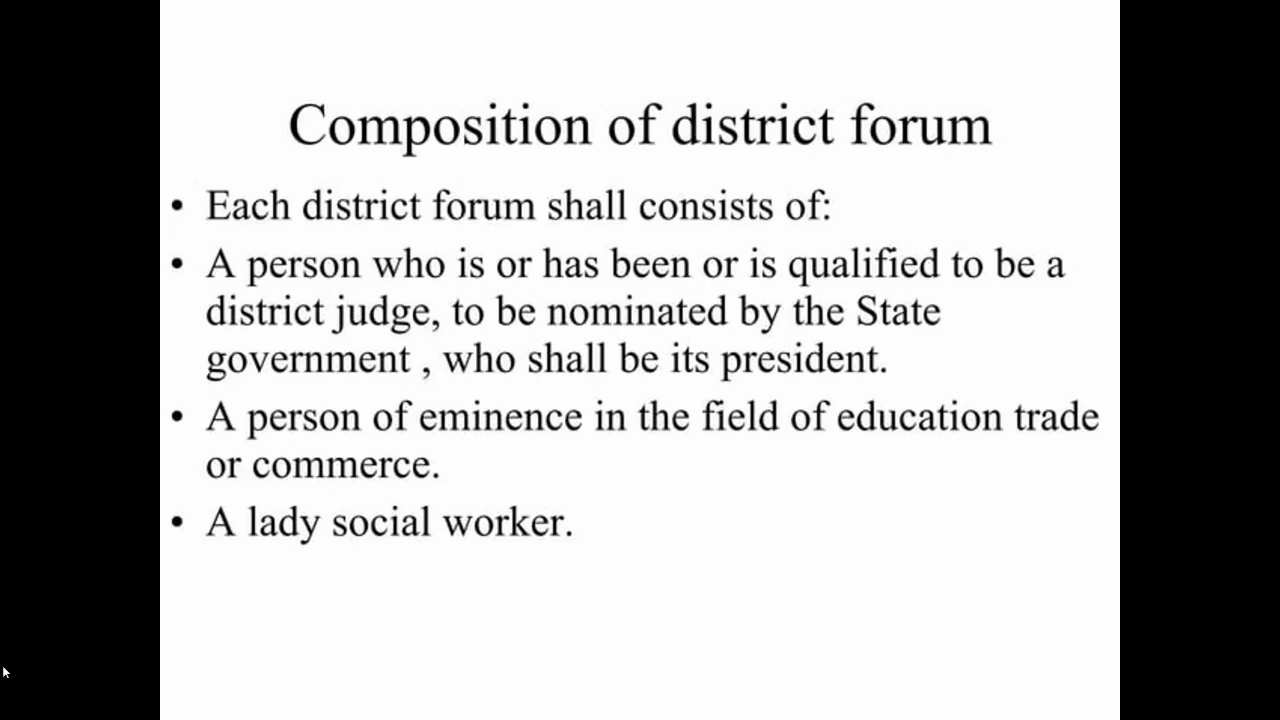 Composition of district forum
• Each district forum shall consists of:
• A person who is or has been or is qualified to be a
district judge, to be nominated by the State
government , who shall be its president.
• A person of eminence in the field of education trade
or commerce.
• A lady social worker.